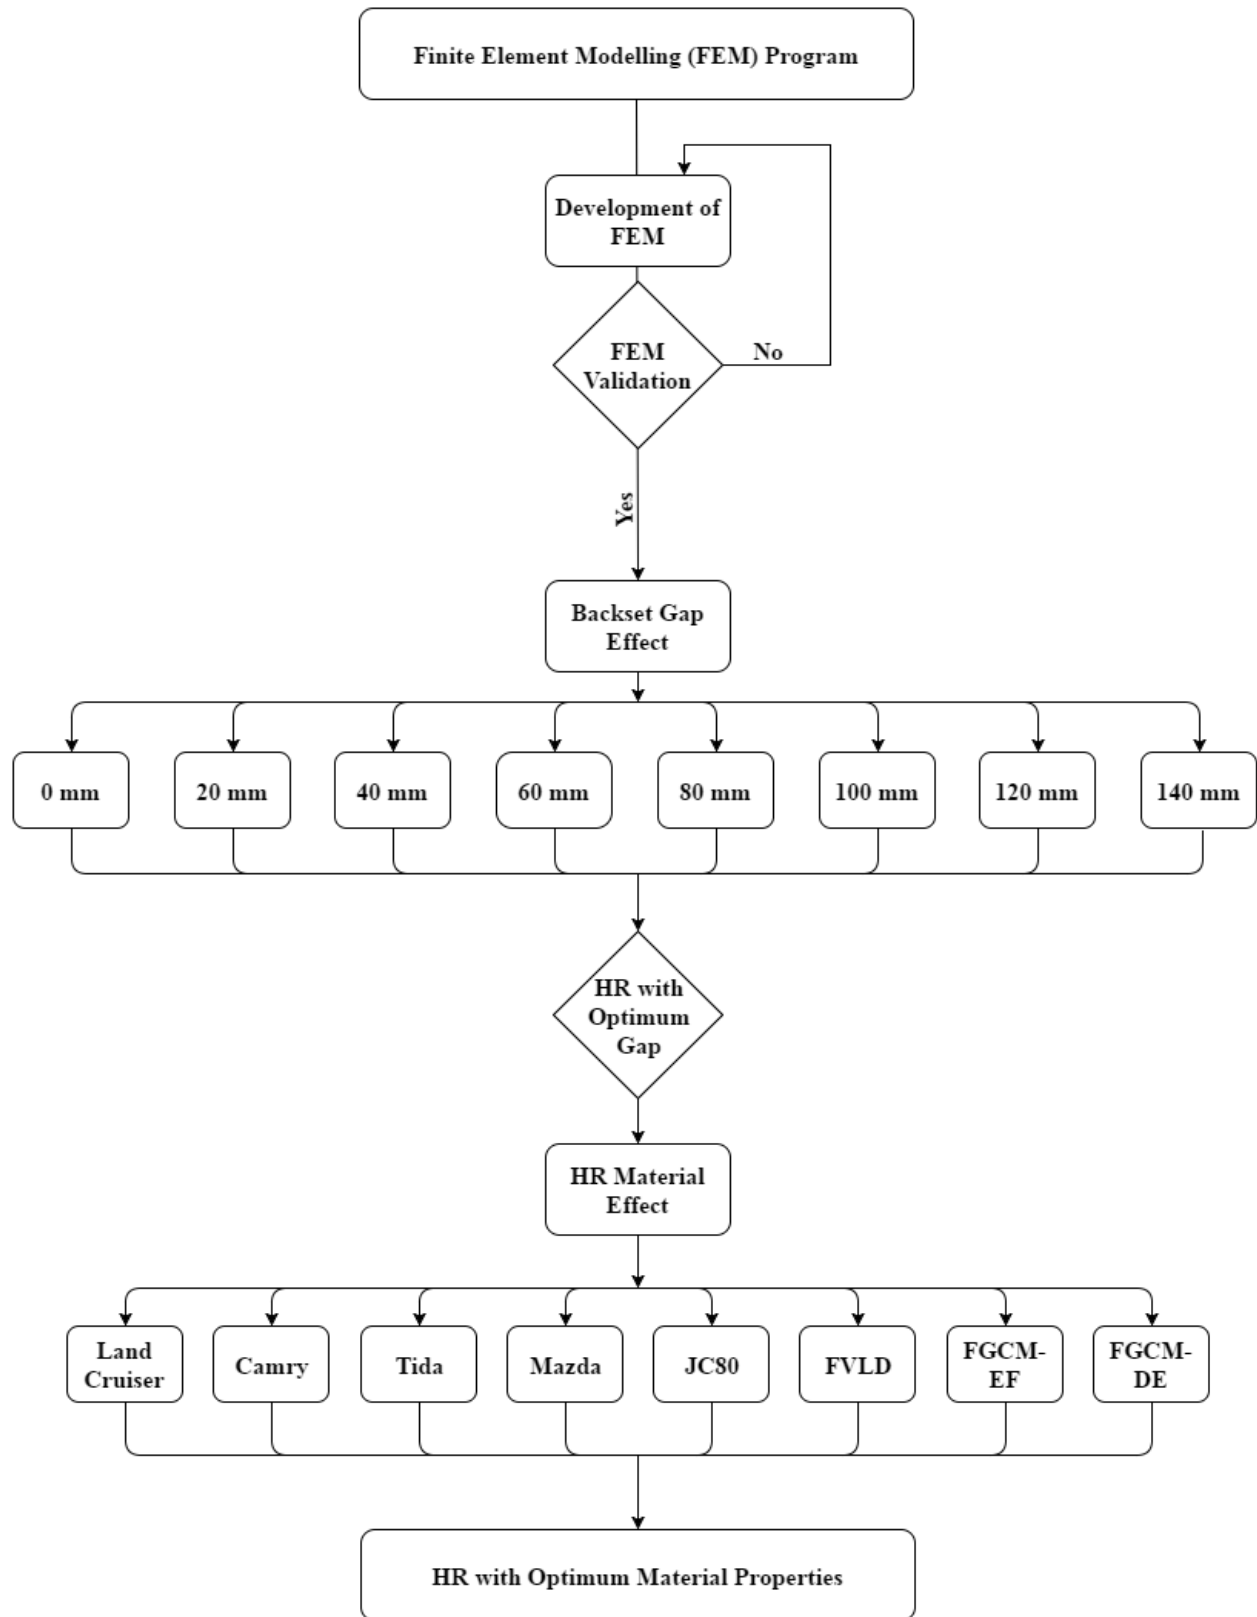 Finite Element Modelling (FEM) Program
Development of
FEM
FEM
Validation
No
Yes
Backset Gap
Effect
0 mm
20 mm
40 mm
60 mm
80 mm
100 mm
120 mm
140 mm
HR with
Optimum
Gap
HR Material
Effect
Land
Cruiser
Camry
Tida
Mazda
JC80
FVLD
FGCM-
EF
FGCM-
DE
HR with Optimum Material Properties